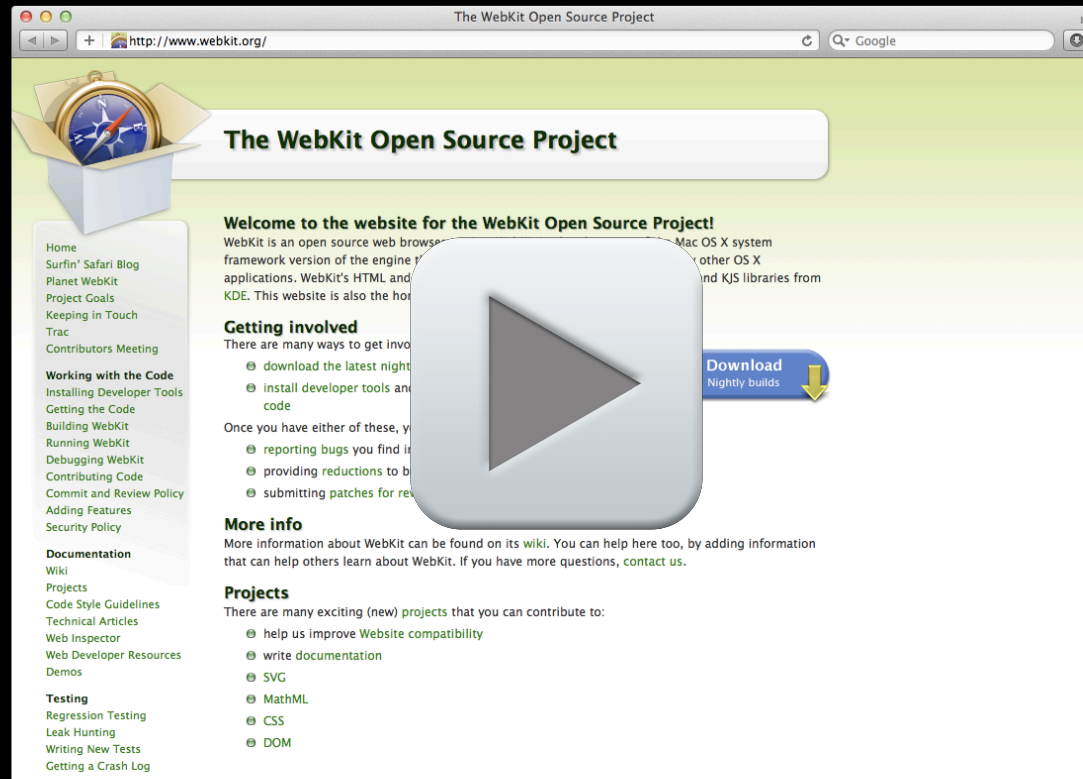 The WebKit Open Source Project
http://www.webkit.org/
Google
The WebKit Open Source Project
Home
Surfin' Safari Blog
Planet WebKit
Project Goals
Keeping in Touch
Trac
Contributors Meeting
Working with the Code
Installing Developer Tools
Getting the Code
Building WebKit
Running WebKit
Debugging WebKit
Contributing Code
Commit and Review Policy
Adding Features
Security Policy
Documentation
Wiki
Projects
Code Style Guidelines
Technical Articles
Web Inspector
Web Developer Resources
Demos
Testing
Regression Testing
Leak Hunting
Writing New Tests
Getting a Crash Log
Welcome to the website for the WebKit Open Source Project!
WebKit is an open source web Mac OS X system
framework version of the engine other OS X
applications. WebKit's HTML and and KJS libraries from
KDE. This website is also the
Getting involved
There are many ways to get
download the latest
install developer tools
code
Once you have either of these,
reporting bugs you find
providing reductions to
submitting patches for
Download
Nightly builds
More info
More information about WebKit can be found on its wiki. You can help here too, by adding information
that can help others learn about WebKit. If you have more questions, contact us.
Projects
There are many exciting (new) projects that you can contribute to:
help us improve Website compatibility
write documentation
SVG
MathML
CSS
DOM